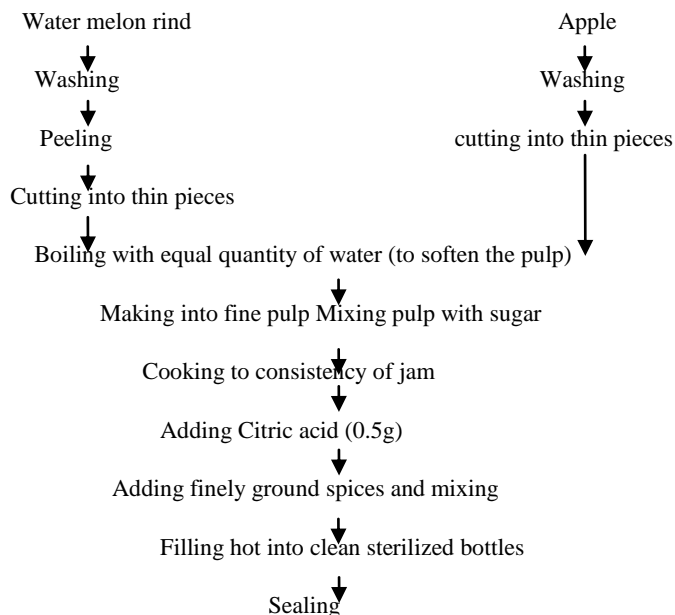 Water melon rind
Apple
Washing
Washing
Peeling
cutting into thin pieces
Cutting into thin pieces
Boiling with equal quantity of water (to soften the pulp)
Making into fine pulp Mixing pulp with sugar
Cooking to consistency of jam
Adding Citric acid (0.5g)
Adding finely ground spices and mixing
Filling hot into clean sterilized bottles
Sealing